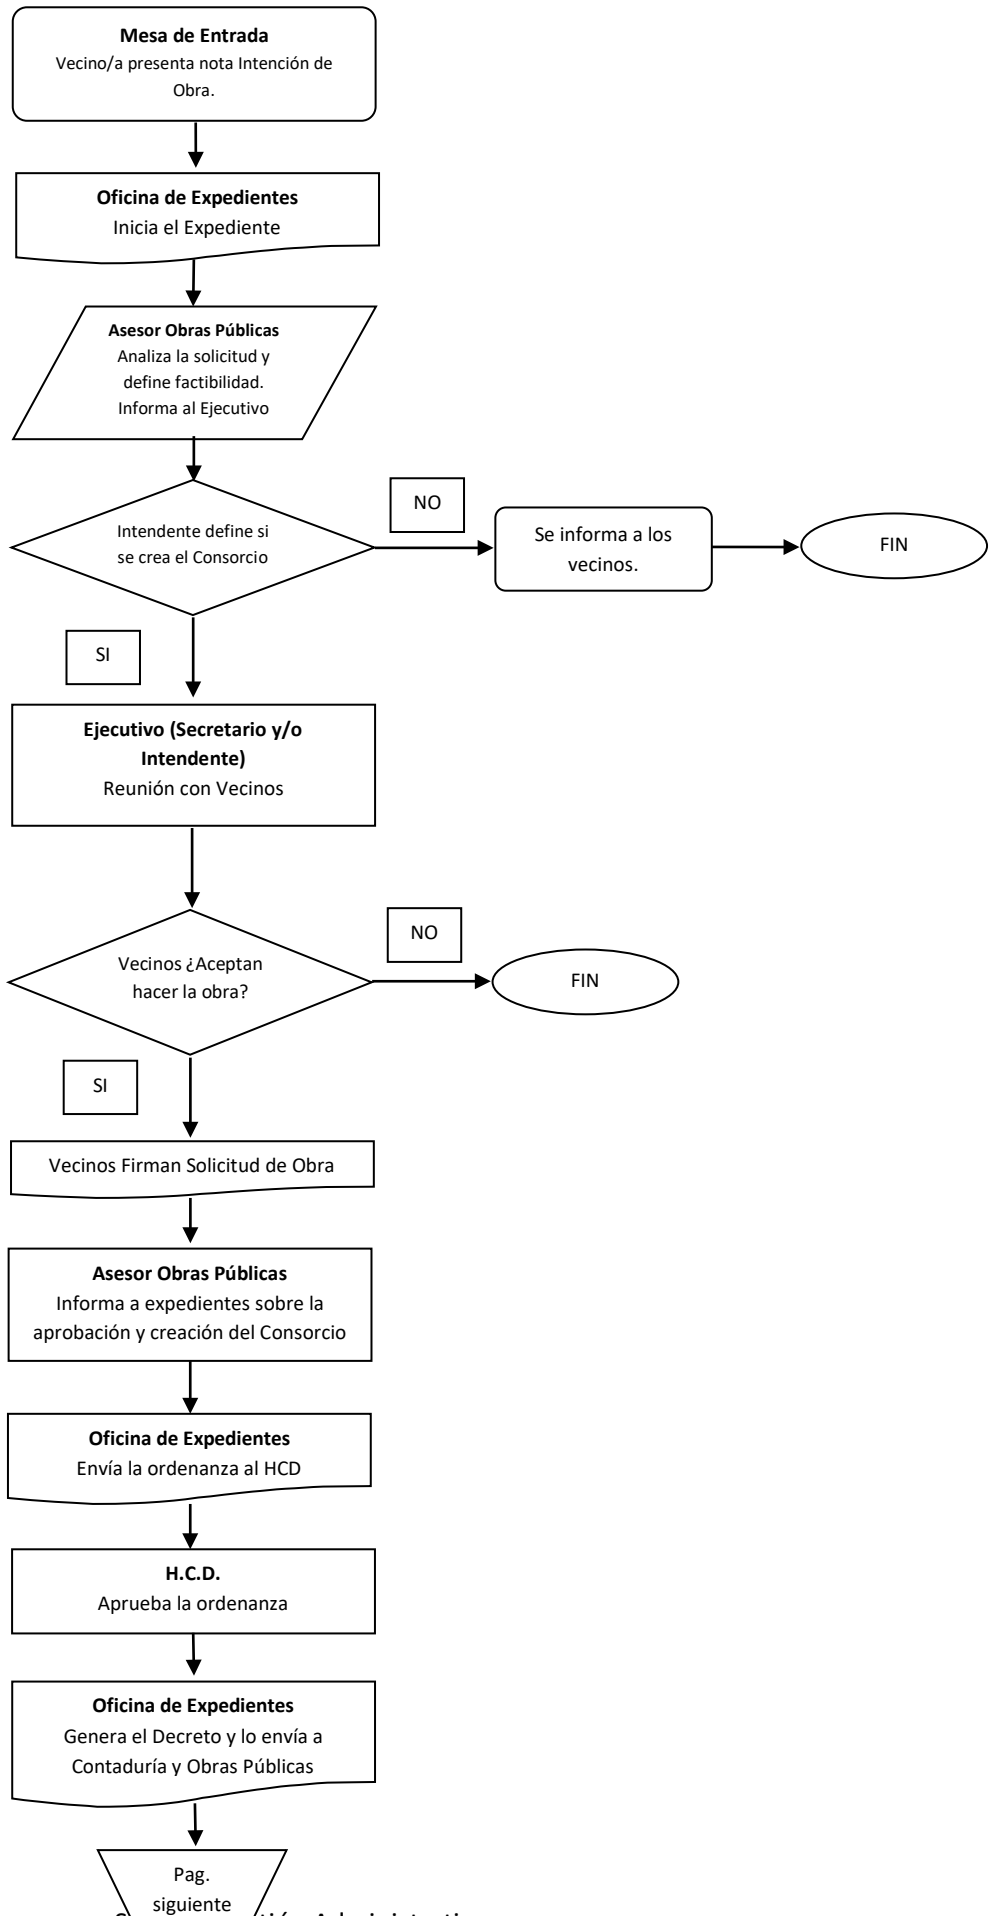 Mesa de Entrada
Vecino/a presenta nota Intención de
Obra.
Oficina de Expedientes
Inicia el Expediente
Asesor Obras Públicas
Analiza la solicitud y
define factibilidad.
Informa al Ejecutivo
Intendente define si
se crea el Consorcio
NO
Se informa a los
vecinos.
FIN
SI
Ejecutivo (Secretario y/o
Intendente)
Reunión con Vecinos
Vecinos ¿Aceptan
hacer la obra?
NO
FIN
SI
Vecinos Firman Solicitud de Obra
Asesor Obras Públicas
Informa a expedientes sobre la
aprobación y creación del Consorcio
Oficina de Expedientes
Envía la ordenanza al HCD
H.C.D.
Aprueba la ordenanza
Oficina de Expedientes
Genera el Decreto y lo envía a
Contaduría y Obras Públicas
Pag.
siguiente